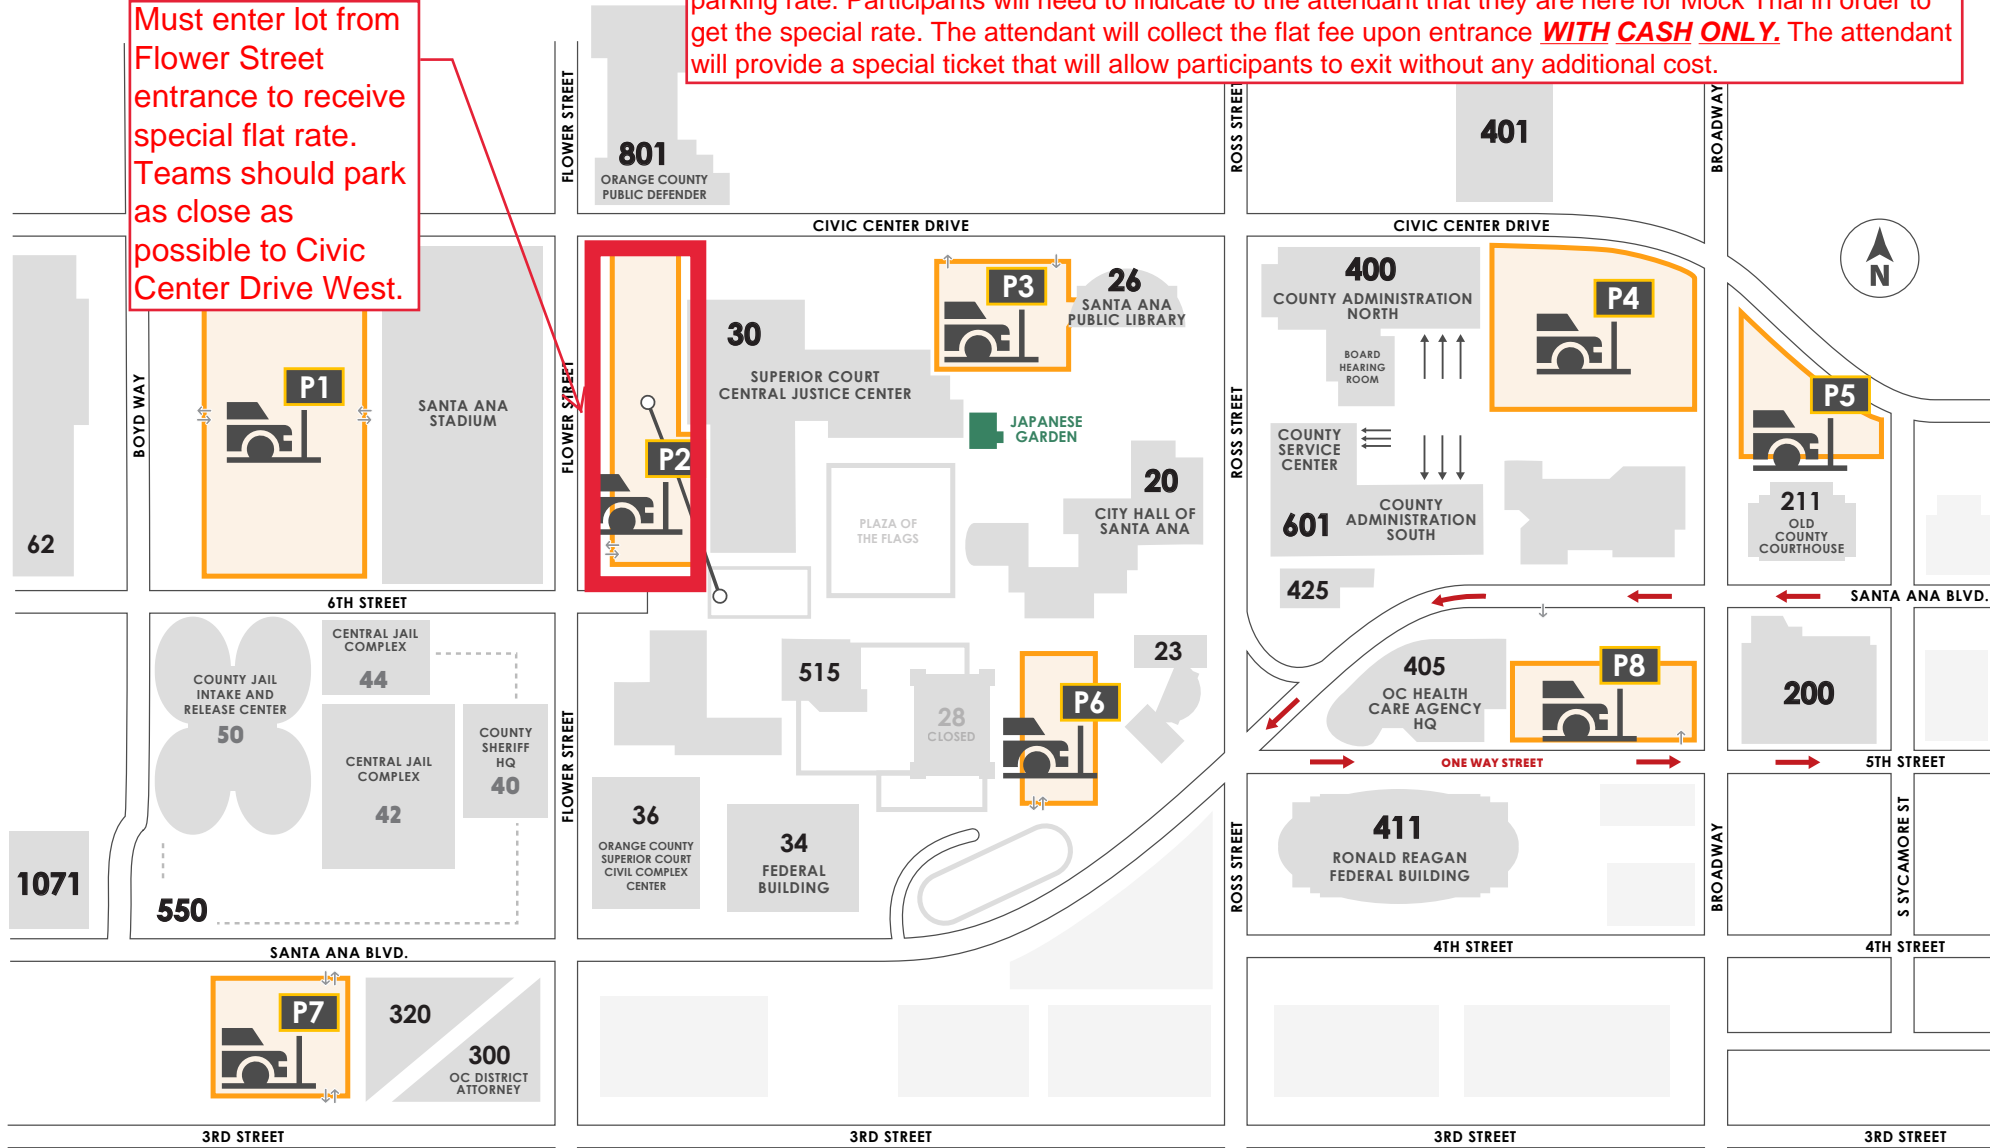 Must enter lot from
Flower Street
entrance to receive
special flat rate.
Teams should park
as close as
possible to Civic
Center Drive West.
parking rate. Participants will need to indicate to the attendant that they are here for Mock Trial in order to
get the special rate. The attendant will collect the flat fee upon entrance WITH CASH ONLY. The attendant
will provide a special ticket that will allow participants to exit without any additional cost.
FLOWER STREET
801
ORANGE COUNTY
PUBLIC DEFENDER
ROSS STREET
401
BROADWAY
CIVIC CENTER DRIVE
CIVIC CENTER DRIVE
N
62
BOYD WAY
P1
SANTA ANA
STADIUM
FLOWER STREET
P2
30
SUPERIOR COURT
CENTRAL JUSTICE CENTER
P3
26
SANTA ANA
PUBLIC LIBRARY
JAPANESE
GARDEN
PLAZA OF
THE FLAGS
20
CITY HALL OF
SANTA ANA
ROSS STREET
400
COUNTY ADMINISTRATION
NORTH
BOARD
HEARING
ROOM
P4
P5
COUNTY
SERVICE
CENTER
601
COUNTY
ADMINISTRATION
SOUTH
425
211
OLD
COUNTY
COURTHOUSE
6TH STREET
SANTA ANA BLVD.
COUNTY JAIL
INTAKE AND
RELEASE CENTER
50
CENTRAL JAIL
COMPLEX
44
CENTRAL JAIL
COMPLEX
42
COUNTY
SHERIFF
HQ
40
FLOWER STREET
515
28
CLOSED
P6
23
405
OC HEALTH
CARE AGENCY
HQ
P8
200
ONE WAY STREET
5TH STREET
1071
550
36
ORANGE COUNTY
SUPERIOR COURT
CIVIL COMPLEX
CENTER
34
FEDERAL
BUILDING
ROSS STREET
411
RONALD REAGAN
FEDERAL BUILDING
BROADWAY
S SYCAMORE ST
SANTA ANA BLVD.
4TH STREET
4TH STREET
P7
320
300
OC DISTRICT
ATTORNEY
3RD STREET
3RD STREET
3RD STREET
3RD STREET